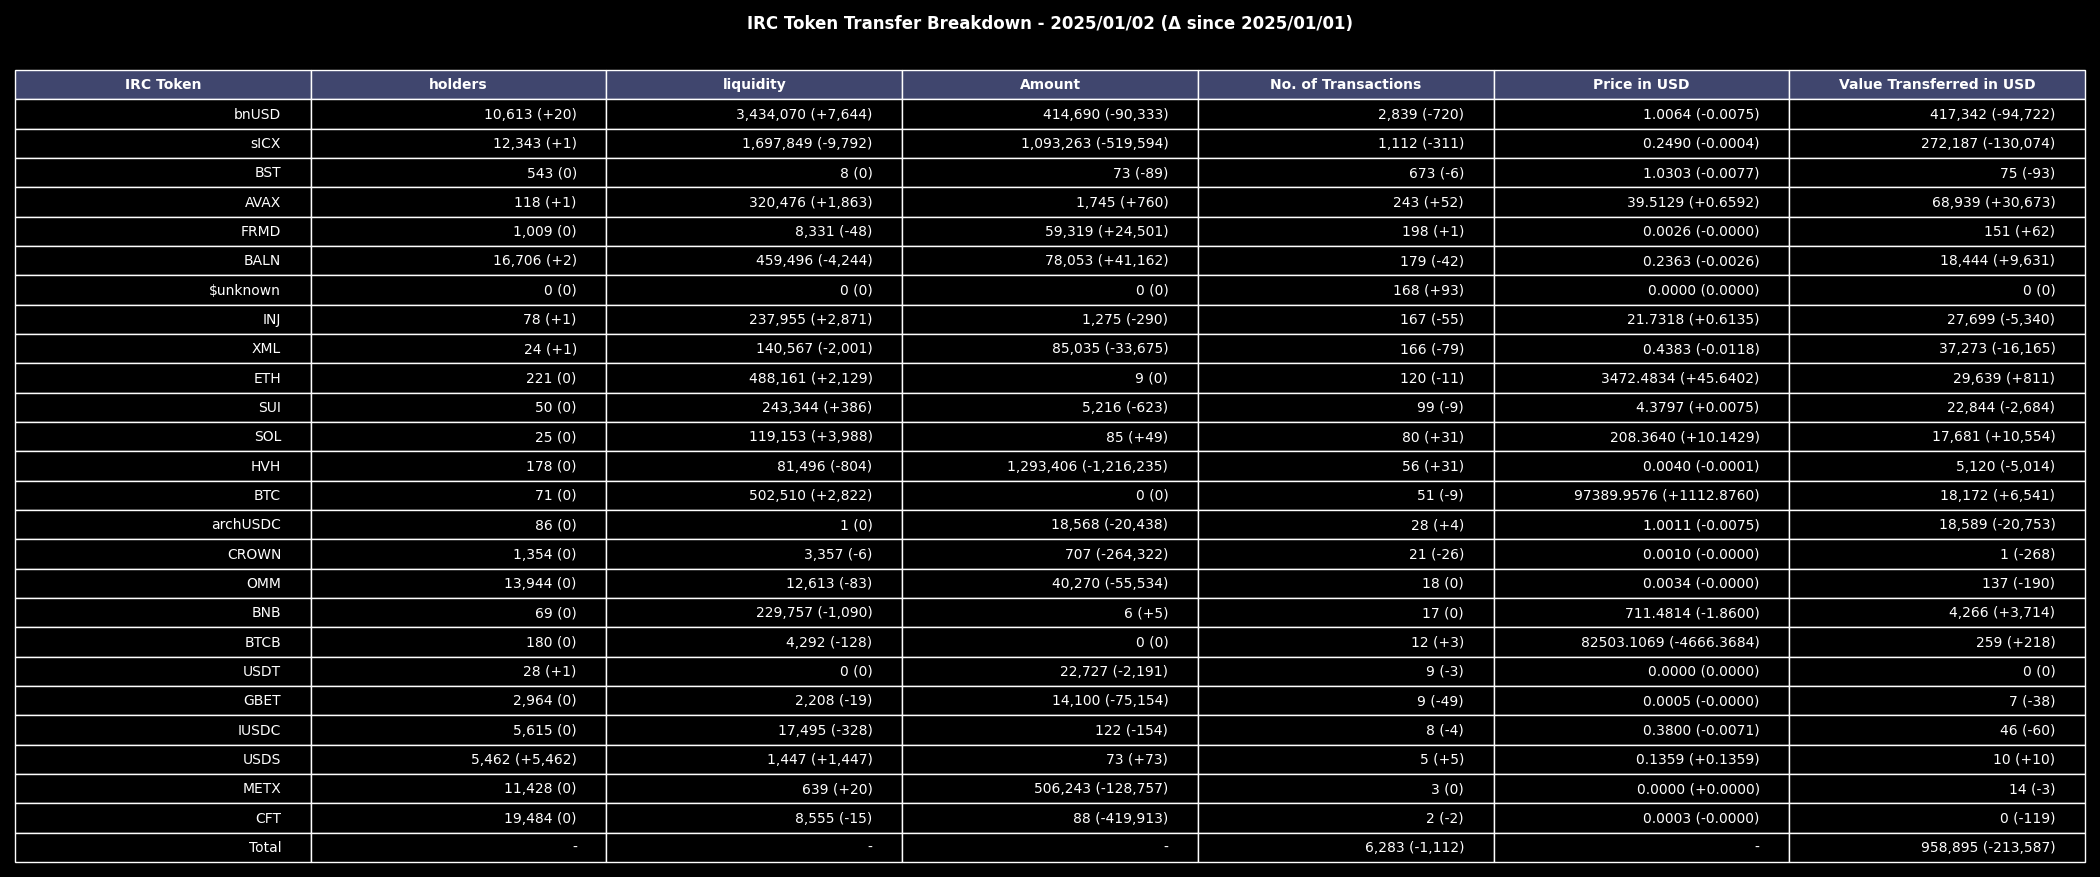 IRC Token Transfer Breakdown - 2025/01/02 (Δ since 2025/01/01)
IRC Token holders liquidity Amount No. of Transactions Price in USD Value Transferred in USD
bnUSD 10,613 (+20) 3,434,070 (+7,644) 414,690 (-90,333) 2,839 (-720) 1.0064 (-0.0075) 417,342 (-94,722)
sICX 12,343 (+1) 1,697,849 (-9,792) 1,093,263 (-519,594) 1,112 (-311) 0.2490 (-0.0004) 272,187 (-130,074)
BST 543 (0) 8 (0) 73 (-89) 673 (-6) 1.0303 (-0.0077) 75 (-93)
AVAX 118 (+1) 320,476 (+1,863) 1,745 (+760) 243 (+52) 39.5129 (+0.6592) 68,939 (+30,673)
FRMD 1,009 (0) 8,331 (-48) 59,319 (+24,501) 198 (+1) 0.0026 (-0.0000) 151 (+62)
BALN 16,706 (+2) 459,496 (-4,244) 78,053 (+41,162) 179 (-42) 0.2363 (-0.0026) 18,444 (+9,631)
$unknown 0 (0) 0 (0) 0 (0) 168 (+93) 0.0000 (0.0000) 0 (0)
INJ 78 (+1) 237,955 (+2,871) 1,275 (-290) 167 (-55) 21.7318 (+0.6135) 27,699 (-5,340)
XML 24 (+1) 140,567 (-2,001) 85,035 (-33,675) 166 (-79) 0.4383 (-0.0118) 37,273 (-16,165)
ETH 221 (0) 488,161 (+2,129) 9 (0) 120 (-11) 3472.4834 (+45.6402) 29,639 (+811)
SUI 50 (0) 243,344 (+386) 5,216 (-623) 99 (-9) 4.3797 (+0.0075) 22,844 (-2,684)
SOL 25 (0) 119,153 (+3,988) 85 (+49) 80 (+31) 208.3640 (+10.1429) 17,681 (+10,554)
HVH 178 (0) 81,496 (-804) 1,293,406 (-1,216,235) 56 (+31) 0.0040 (-0.0001) 5,120 (-5,014)
BTC 71 (0) 502,510 (+2,822) 0 (0) 51 (-9) 97389.9576 (+1112.8760) 18,172 (+6,541)
archUSDC 86 (0) 1 (0) 18,568 (-20,438) 28 (+4) 1.0011 (-0.0075) 18,589 (-20,753)
CROWN 1,354 (0) 3,357 (-6) 707 (-264,322) 21 (-26) 0.0010 (-0.0000) 1 (-268)
OMM 13,944 (0) 12,613 (-83) 40,270 (-55,534) 18 (0) 0.0034 (-0.0000) 137 (-190)
BNB 69 (0) 229,757 (-1,090) 6 (+5) 17 (0) 711.4814 (-1.8600) 4,266 (+3,714)
BTCB 180 (0) 4,292 (-128) 0 (0) 12 (+3) 82503.1069 (-4666.3684) 259 (+218)
USDT 28 (+1) 0 (0) 22,727 (-2,191) 9 (-3) 0.0000 (0.0000) 0 (0)
GBET 2,964 (0) 2,208 (-19) 14,100 (-75,154) 9 (-49) 0.0005 (-0.0000) 7 (-38)
IUSDC 5,615 (0) 17,495 (-328) 122 (-154) 8 (-4) 0.3800 (-0.0071) 46 (-60)
USDS 5,462 (+5,462) 1,447 (+1,447) 73 (+73) 5 (+5) 0.1359 (+0.1359) 10 (+10)
METX 11,428 (0) 639 (+20) 506,243 (-128,757) 3 (0) 0.0000 (+0.0000) 14 (-3)
CFT 19,484 (0) 8,555 (-15) 88 (-419,913) 2 (-2) 0.0003 (-0.0000) 0 (-119)
Total - - - 6,283 (-1,112) - 958,895 (-213,587)